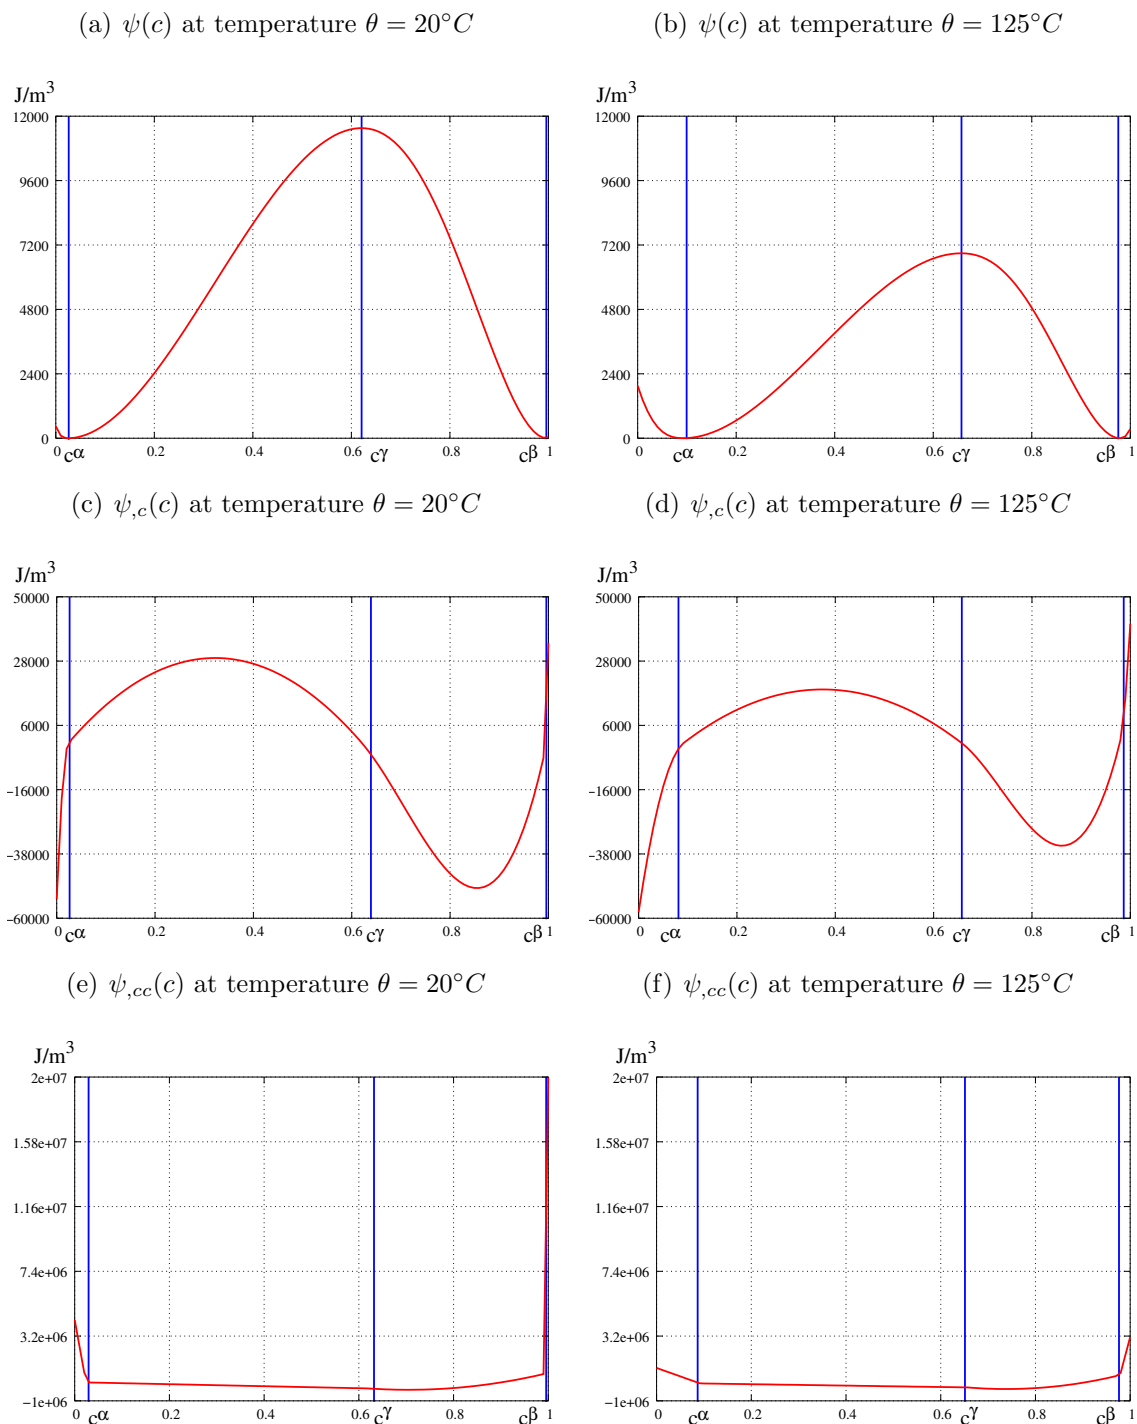 (a) ψ(c) at temperature θ = 20°C
(b) ψ(c) at temperature θ = 125°C
J/m³
12000
9600
7200
4800
2400
0
0 cα 0.2 0.4 0.6 cγ 0.8 cβ 1
J/m³
12000
9600
7200
4800
2400
0
0 cα 0.2 0.4 0.6 cγ 0.8 cβ 1
(c) ψ,c(c) at temperature θ = 20°C
(d) ψ,c(c) at temperature θ = 125°C
J/m³
50000
28000
6000
−16000
−38000
−60000
0 cα 0.2 0.4 0.6 cγ 0.8 cβ 1
J/m³
50000
28000
6000
−16000
−38000
−60000
0 cα 0.2 0.4 0.6 cγ 0.8 cβ 1
(e) ψ,cc(c) at temperature θ = 20°C
(f) ψ,cc(c) at temperature θ = 125°C
J/m³
2e+07
1.58e+07
1.16e+07
7.4e+06
3.2e+06
−1e+06
0 cα 0.2 0.4 0.6 cγ 0.8 cβ 1
J/m³
2e+07
1.58e+07
1.16e+07
7.4e+06
3.2e+06
−1e+06
0 cα 0.2 0.4 0.6 cγ 0.8 cβ 1